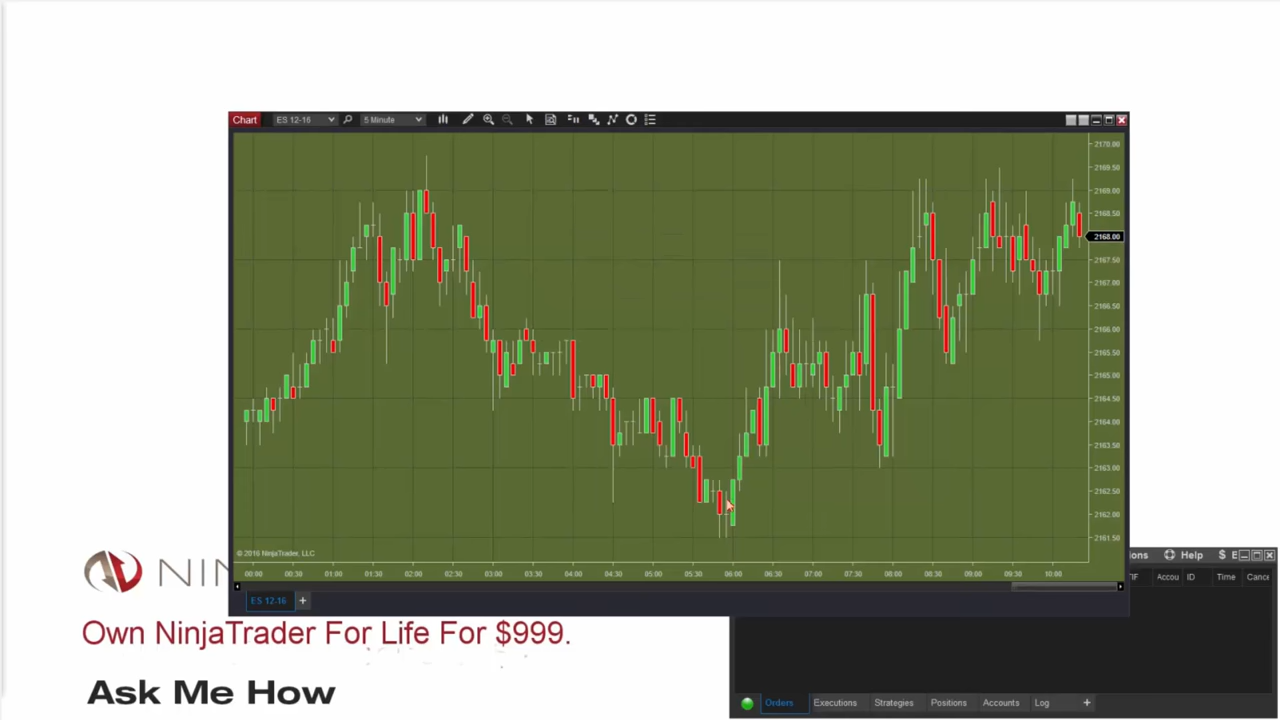 Chart ES 12-16 5 Minute
2170.00
2169.50
2169.00
2168.50
2168.00
2167.50
2167.00
2166.50
2166.00
2165.50
2165.00
2164.50
2164.00
2163.50
2163.00
2162.50
2162.00
2161.50
© 2016 NinjaTrader, LLC
00:00 00:30 01:00 01:30 02:00 02:30 03:00 03:30 04:00 04:30 05:00 05:30 06:00 06:30 07:00 07:30 08:00 08:30 09:00 09:30 10:00
ES 12-16 +
NIN
Own NinjaTrader For Life For $999.
Ask Me How
ions Help $ E
TIF Accou ID Time Cance
Orders Executions Strategies Positions Accounts Log +